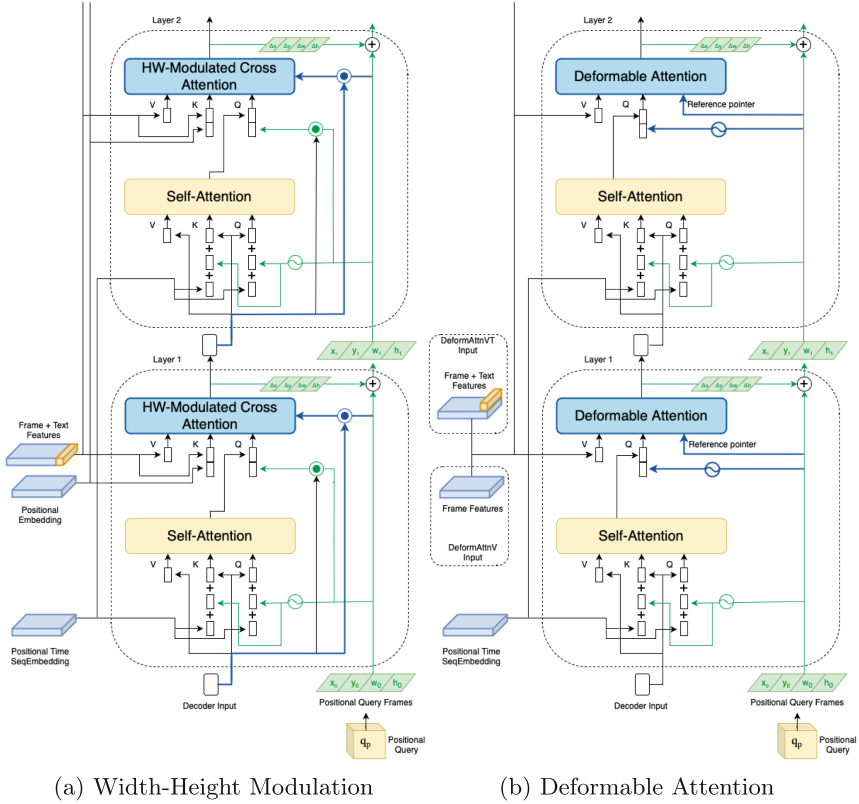 Layer 2
Δx Δy Δw Δh
HW-Modulated Cross
Attention
V K Q
Self-Attention
V K Q
x₁ y₁ w₁ h₁
Layer 1
Δx Δy Δw Δh
HW-Modulated Cross
Attention
Frame + Text
Features
V K Q
Positional
Embedding
Self-Attention
V K Q
Positional Time
SeqEmbedding
x₀ y₀ w₀ h₀
Decoder Input
Positional Query Frames
qₚ
Positional
Query
(a) Width-Height Modulation
Layer 2
Δx Δy Δw Δh
Deformable Attention
Reference pointer
V Q
Self-Attention
V K Q
DeformAttnVT
Input
Frame + Text
Features
x₁ y₁ w₁ h₁
Layer 1
Δx Δy Δw Δh
Deformable Attention
Reference pointer
V Q
Frame Features
DeformAttnV
Input
Self-Attention
V K Q
Positional Time
SeqEmbedding
x₀ y₀ w₀ h₀
Decoder Input
Positional Query Frames
qₚ
Positional
Query
(b) Deformable Attention